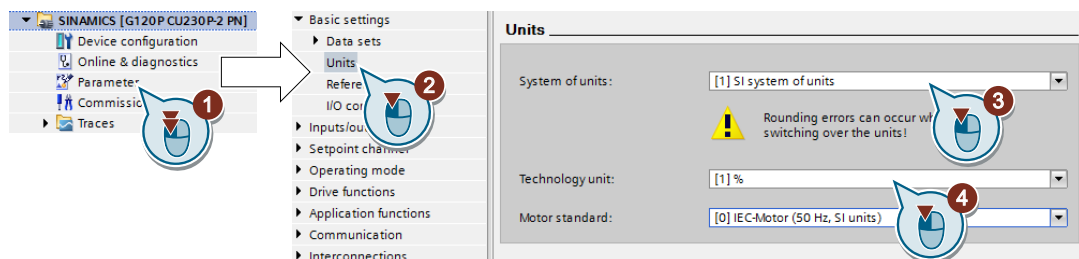 SINAMICS [G120P CU230P-2 PN]
Device configuration
Online & diagnostics
Parameter
Commissio
Traces
1
Basic settings
Data sets
Units
Refere
I/O co
Inputs/ou
Setpoint chan
Operating mode
Drive functions
Application functions
Communication
Interconnections
2
Units
System of units:
[1] SI system of units
3
Rounding errors can occur wh
switching over the units!
Technology unit:
[1] %
4
Motor standard:
[0] IEC-Motor (50 Hz, SI units)